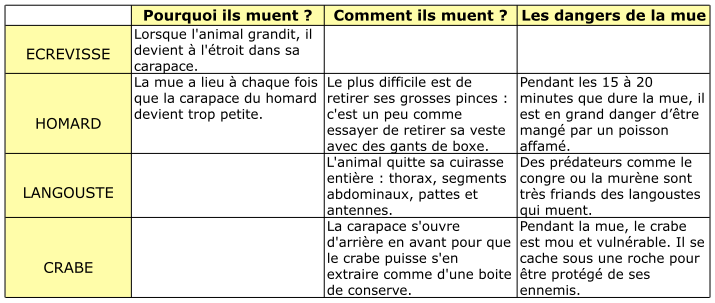 Pourquoi ils muent ? Comment ils muent ? Les dangers de la mue
ECREVISSE
Lorsque l'animal grandit, il
devient à l'étroit dans sa
carapace.
HOMARD
La mue a lieu à chaque fois
que la carapace du homard
devient trop petite.
Le plus difficile est de
retirer ses grosses pinces :
c'est un peu comme
essayer de retirer sa veste
avec des gants de boxe.
Pendant les 15 à 20
minutes que dure la mue, il
est en grand danger d’être
mangé par un poisson
affamé.
LANGOUSTE
L'animal quitte sa cuirasse
entière : thorax, segments
abdominaux, pattes et
antennes.
Des prédateurs comme le
congre ou la murène sont
très friands des langoustes
qui muent.
CRABE
La carapace s'ouvre
d'arrière en avant pour que
le crabe puisse s'en
extraire comme d'une boite
de conserve.
Pendant la mue, le crabe
est mou et vulnérable. Il se
cache sous une roche pour
être protégé de ses
ennemis.